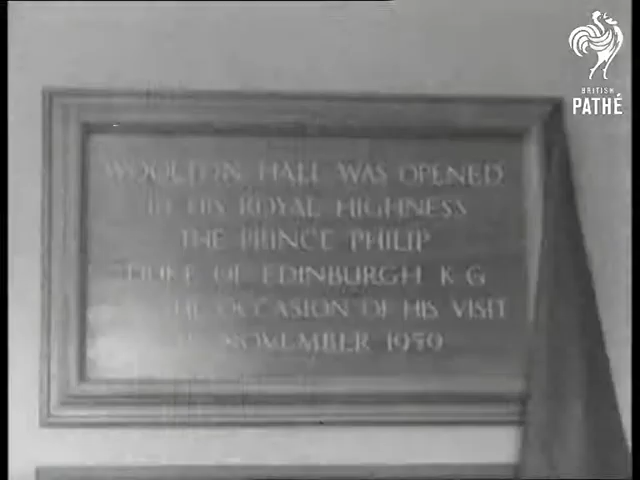 WOOLTON HALL WAS OPENED
HIS ROYAL HIGHNESS
THE PRINCE PHILIP
DUKE OF EDINBURGH K G
THE OCCASION OF HIS VISIT
NOVEMBER 1959
BRITISH
PATHÉ